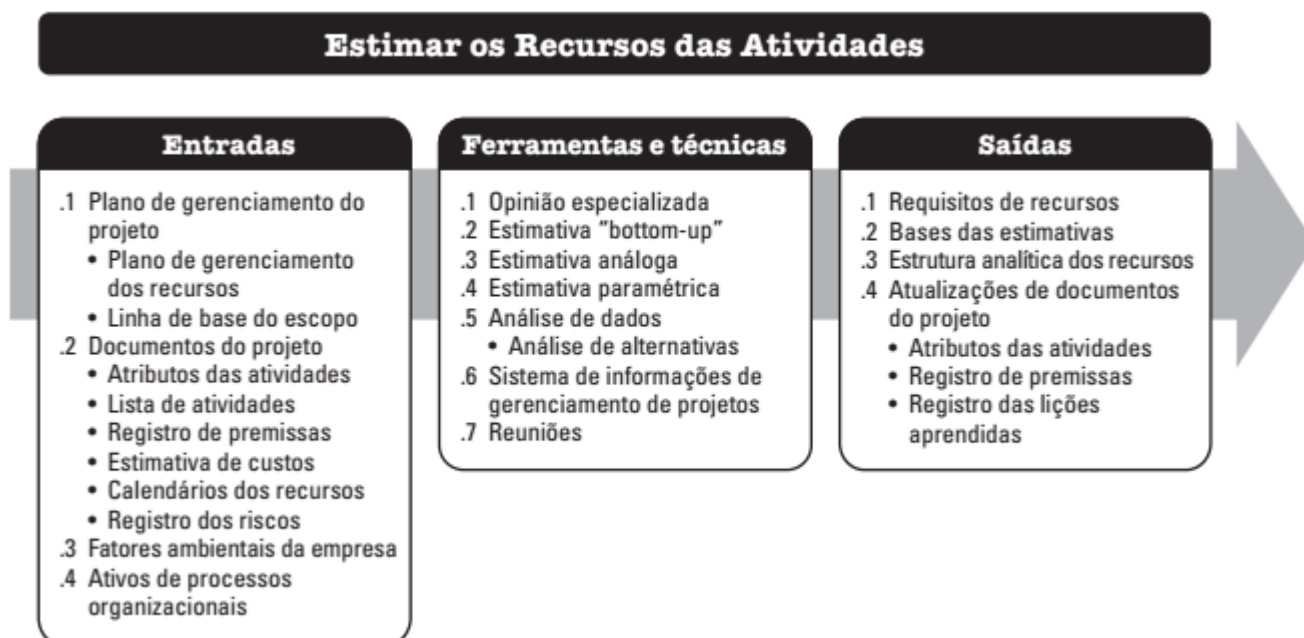 Estimar os Recursos das Atividades
Entradas
.1 Plano de gerenciamento do
projeto
• Plano de gerenciamento
dos recursos
• Linha de base do escopo
.2 Documentos do projeto
• Atributos das atividades
• Lista de atividades
• Registro de premissas
• Estimativa de custos
• Calendários dos recursos
• Registro dos riscos
.3 Fatores ambientais da empresa
.4 Ativos de processos
organizacionais
Ferramentas e técnicas
.1 Opinião especializada
.2 Estimativa “bottom-up”
.3 Estimativa análoga
.4 Estimativa paramétrica
.5 Análise de dados
• Análise de alternativas
.6 Sistema de informações de
gerenciamento de projetos
.7 Reuniões
Saídas
.1 Requisitos de recursos
.2 Bases das estimativas
.3 Estrutura analítica dos recursos
.4 Atualizações de documentos
do projeto
• Atributos das atividades
• Registro de premissas
• Registro das lições
aprendidas